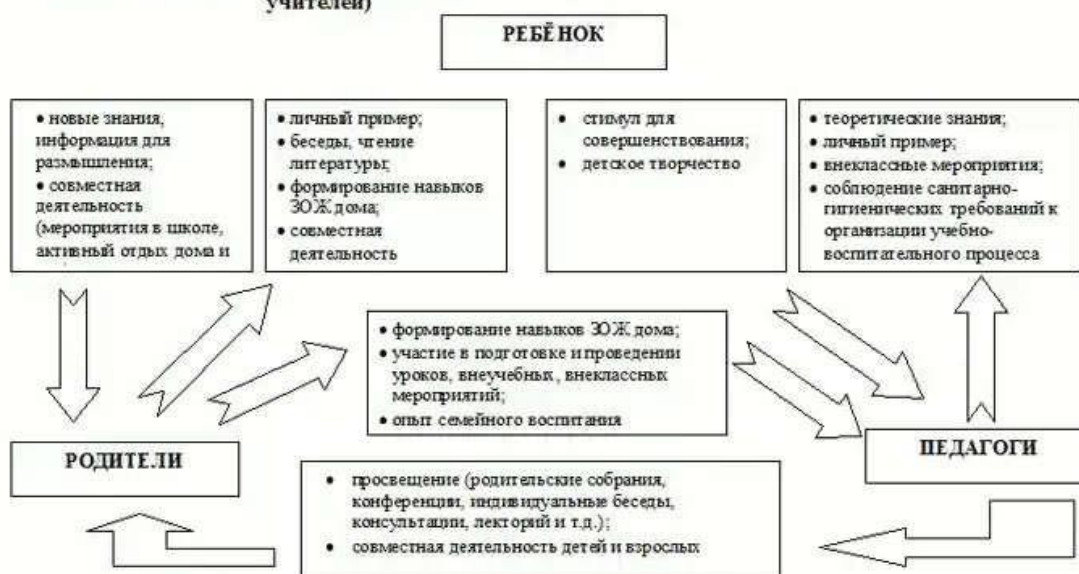 учителей)
РЕБЁНОК
• новые знания,
информация для
размышления;
• совместная
деятельность
(мероприятия в школе,
активный отдых дома и
• личный пример;
• беседы, чтение
литературы;
• формирование навыков
ЗОЖ дома;
• совместная
деятельность
• стимул для
совершенствования;
• детское творчество
• теоретические знания;
• личный пример;
• внеклассные мероприятия;
• соблюдение санитарно-
гигиенических требований к
организации учебно-
воспитательного процесса
• формирование навыков ЗОЖ дома;
• участие в подготовке и проведении
уроков, внеучебных, внеклассных
мероприятий;
• опыт семейного воспитания
РОДИТЕЛИ
ПЕДАГОГИ
• просвещение (родительские собрания,
конференции, индивидуальные беседы,
консультации, лекторий и т.д.);
• совместная деятельность детей и взрослых